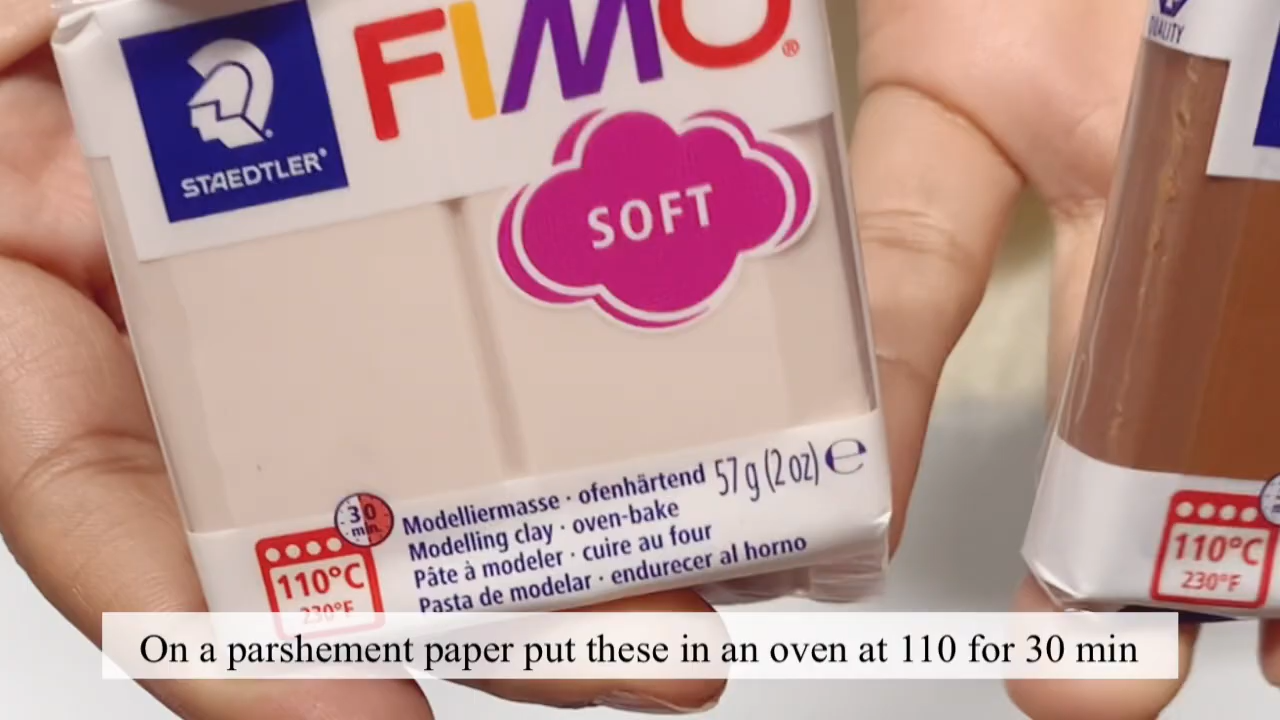 FIMO®
STAEDTLER®
SOFT
QUALITY
57 g (2 oz) ℮
30
min.
Modelliermasse · ofenhärtend
Modelling clay · oven-bake
Pâte à modeler · cuire au four
Pasta de modelar · endurecer al horno
110°C
230°F
110°C
230°F
On a parshement paper put these in an oven at 110 for 30 min